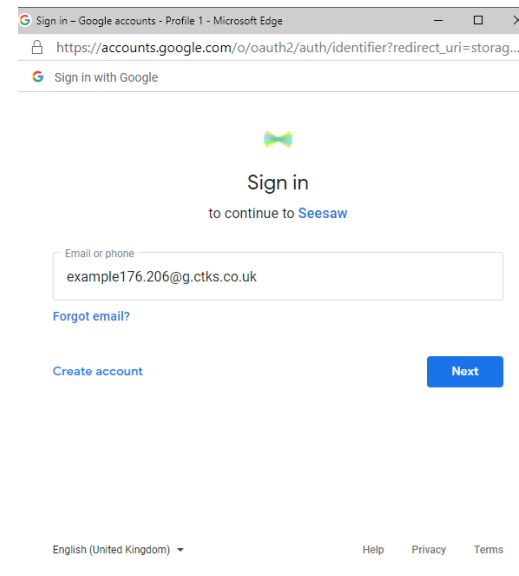 Sign in – Google accounts - Profile 1 - Microsoft Edge
https://accounts.google.com/o/oauth2/auth/identifier?redirect_uri=storag...
G Sign in with Google
Sign in
to continue to Seesaw
Email or phone
example176.206@g.ctks.co.uk
Forgot email?
Create account Next
English (United Kingdom) Help Privacy Terms